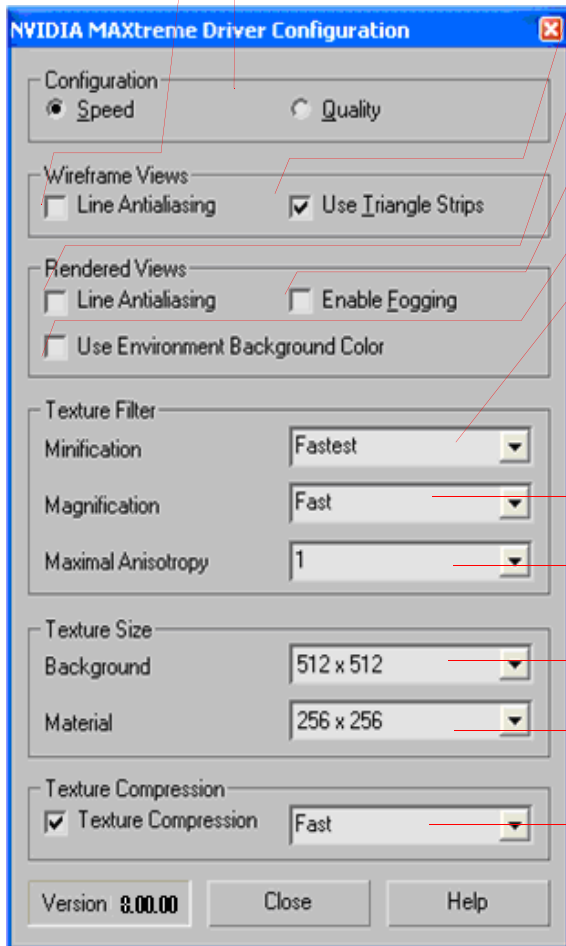 NVIDIA MAXtreme Driver Configuration
Configuration
Speed
Quality
Wireframe Views
Line Antialiasing
Use Triangle Strips
Rendered Views
Line Antialiasing
Enable Fogging
Use Environment Background Color
Texture Filter
Minification
Fastest
Magnification
Fast
Maximal Anisotropy
1
Texture Size
Background
512 x 512
Material
256 x 256
Texture Compression
Texture Compression
Fast
Version 8.00.00
Close
Help